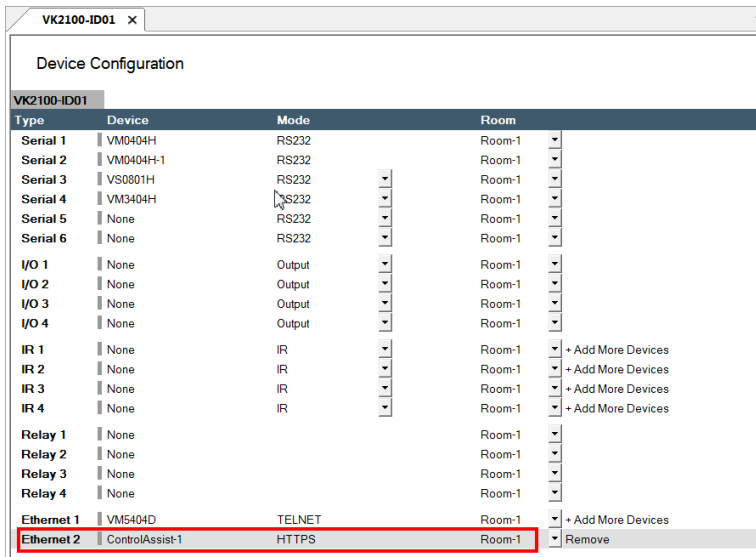 VK2100-ID01 ×
Device Configuration
VK2100-ID01
Type Device Mode Room
Serial 1 VM0404H RS232 Room-1
Serial 2 VM0404H-1 RS232 Room-1
Serial 3 VS0801H RS232 Room-1
Serial 4 VM3404H RS232 Room-1
Serial 5 None RS232 Room-1
Serial 6 None RS232 Room-1
I/O 1 None Output Room-1
I/O 2 None Output Room-1
I/O 3 None Output Room-1
I/O 4 None Output Room-1
IR 1 None IR Room-1 + Add More Devices
IR 2 None IR Room-1 + Add More Devices
IR 3 None IR Room-1 + Add More Devices
IR 4 None IR Room-1 + Add More Devices
Relay 1 None Room-1
Relay 2 None Room-1
Relay 3 None Room-1
Relay 4 None Room-1
Ethernet 1 VM5404D TELNET Room-1 + Add More Devices
Ethernet 2 ControlAssist-1 HTTPS Room-1 Remove